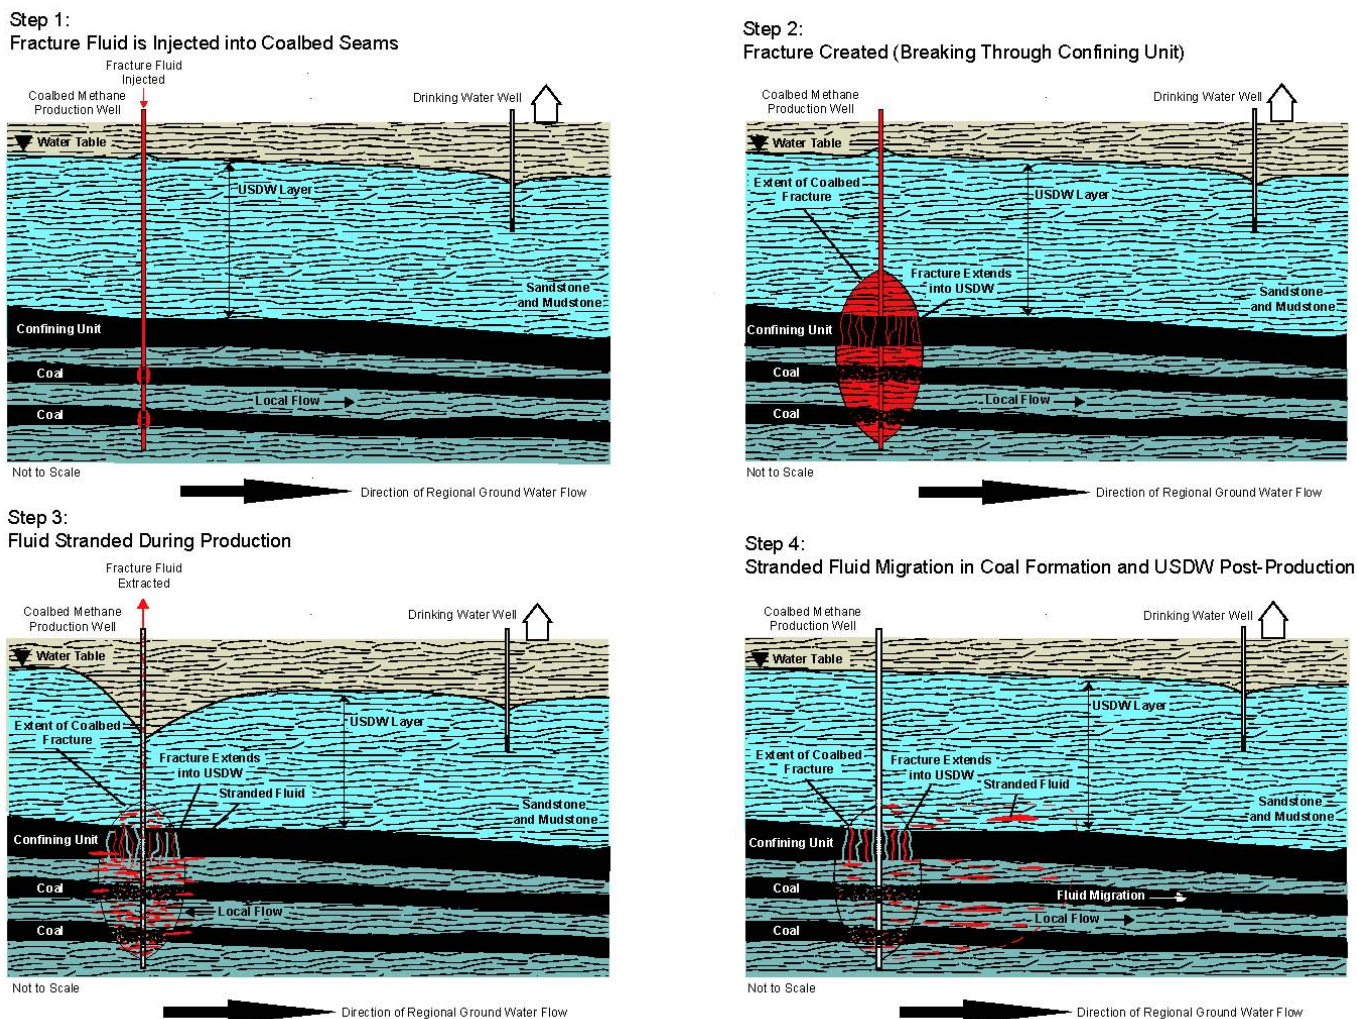 Step 1:
Fracture Fluid is Injected into Coalbed Seams
Fracture Fluid
Injected
Coalbed Methane
Production Well
Drinking Water Well
Water Table
USDW Layer
Sandstone
and Mudstone
Confining Unit
Coal
Local Flow
Coal
Not to Scale
Direction of Regional Ground Water Flow
Step 2:
Fracture Created (Breaking Through Confining Unit)
Coalbed Methane
Production Well
Drinking Water Well
Water Table
Extent of Coalbed
Fracture
USDW Layer
Fracture Extends
into USDW
Sandstone
and Mudstone
Confining Unit
Coal
Local Flow
Coal
Not to Scale
Direction of Regional Ground Water Flow
Step 3:
Fluid Stranded During Production
Fracture Fluid
Extracted
Coalbed Methane
Production Well
Drinking Water Well
Water Table
USDW Layer
Extent of Coalbed
Fracture
Fracture Extends
into USDW
Stranded Fluid
Sandstone
and Mudstone
Confining Unit
Coal
Local Flow
Coal
Not to Scale
Direction of Regional Ground Water Flow
Step 4:
Stranded Fluid Migration in Coal Formation and USDW Post-Production
Coalbed Methane
Production Well
Drinking Water Well
Water Table
USDW Layer
Extent of Coalbed
Fracture
Fracture Extends
into USDW
Stranded Fluid
Sandstone
and Mudstone
Confining Unit
Coal
Fluid Migration
Local Flow
Coal
Not to Scale
Direction of Regional Ground Water Flow